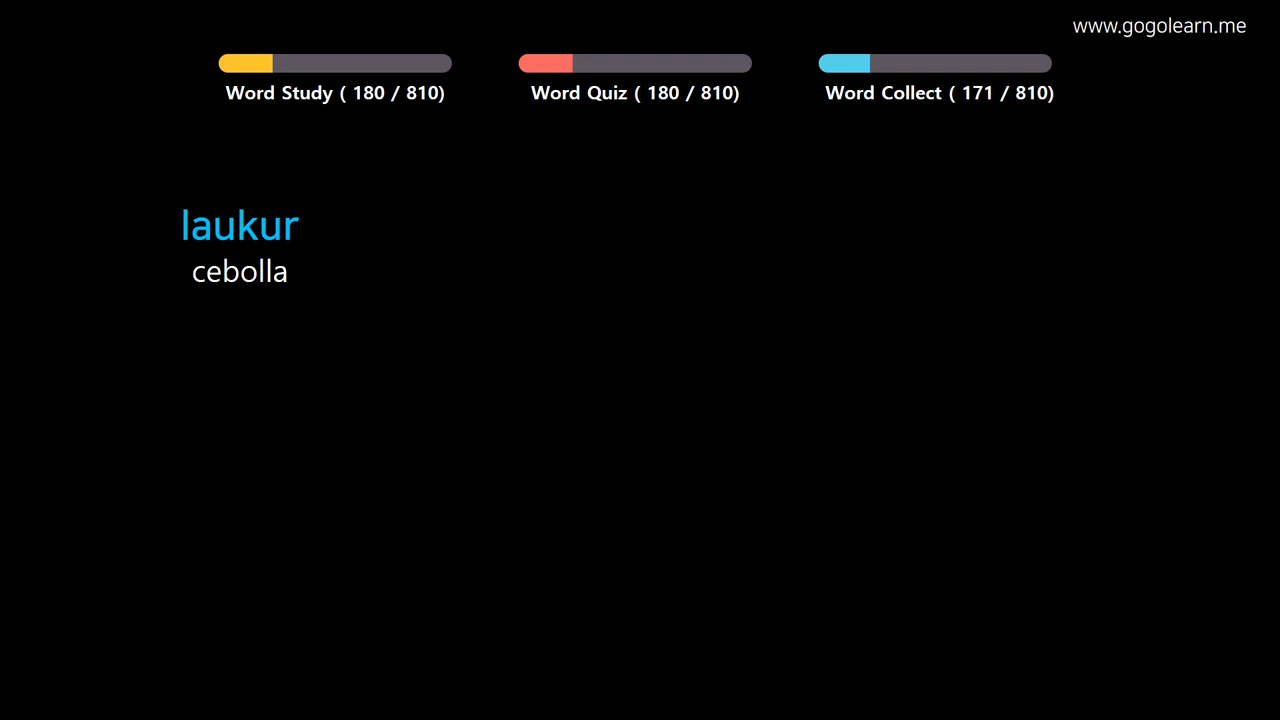 www.gogolearn.me
Word Study ( 180 / 810)
Word Quiz ( 180 / 810)
Word Collect ( 171 / 810)
laukur
cebolla